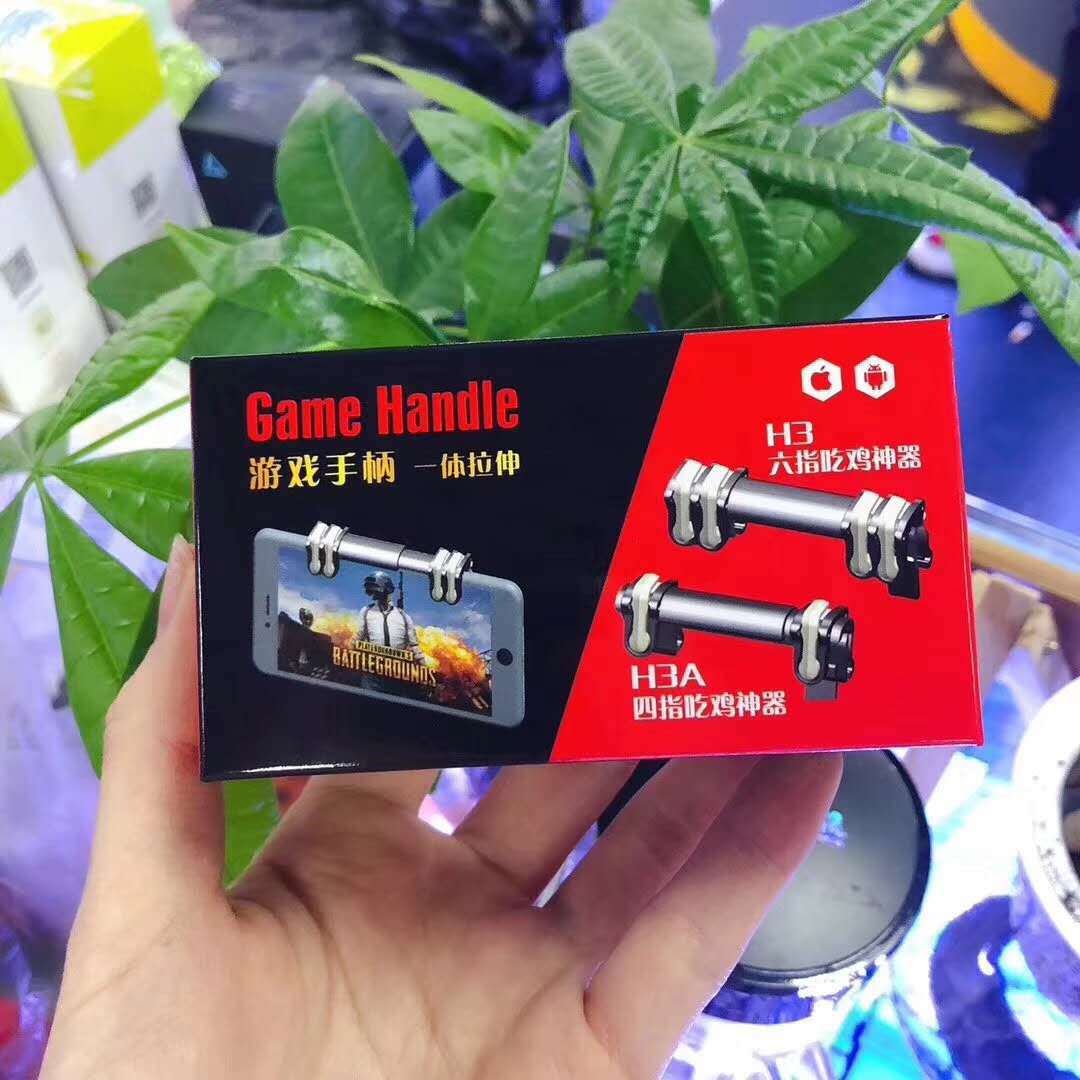 Game Handle
游戏手柄 一体拉伸
H3
六指吃鸡神器
H3A
四指吃鸡神器
PLAYERUNKNOWN'S
BATTLEGROUNDS